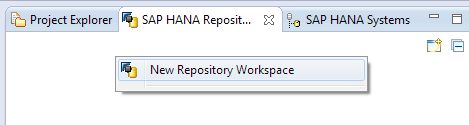 Project Explorer SAP HANA Reposit... SAP HANA Systems
New Repository Workspace